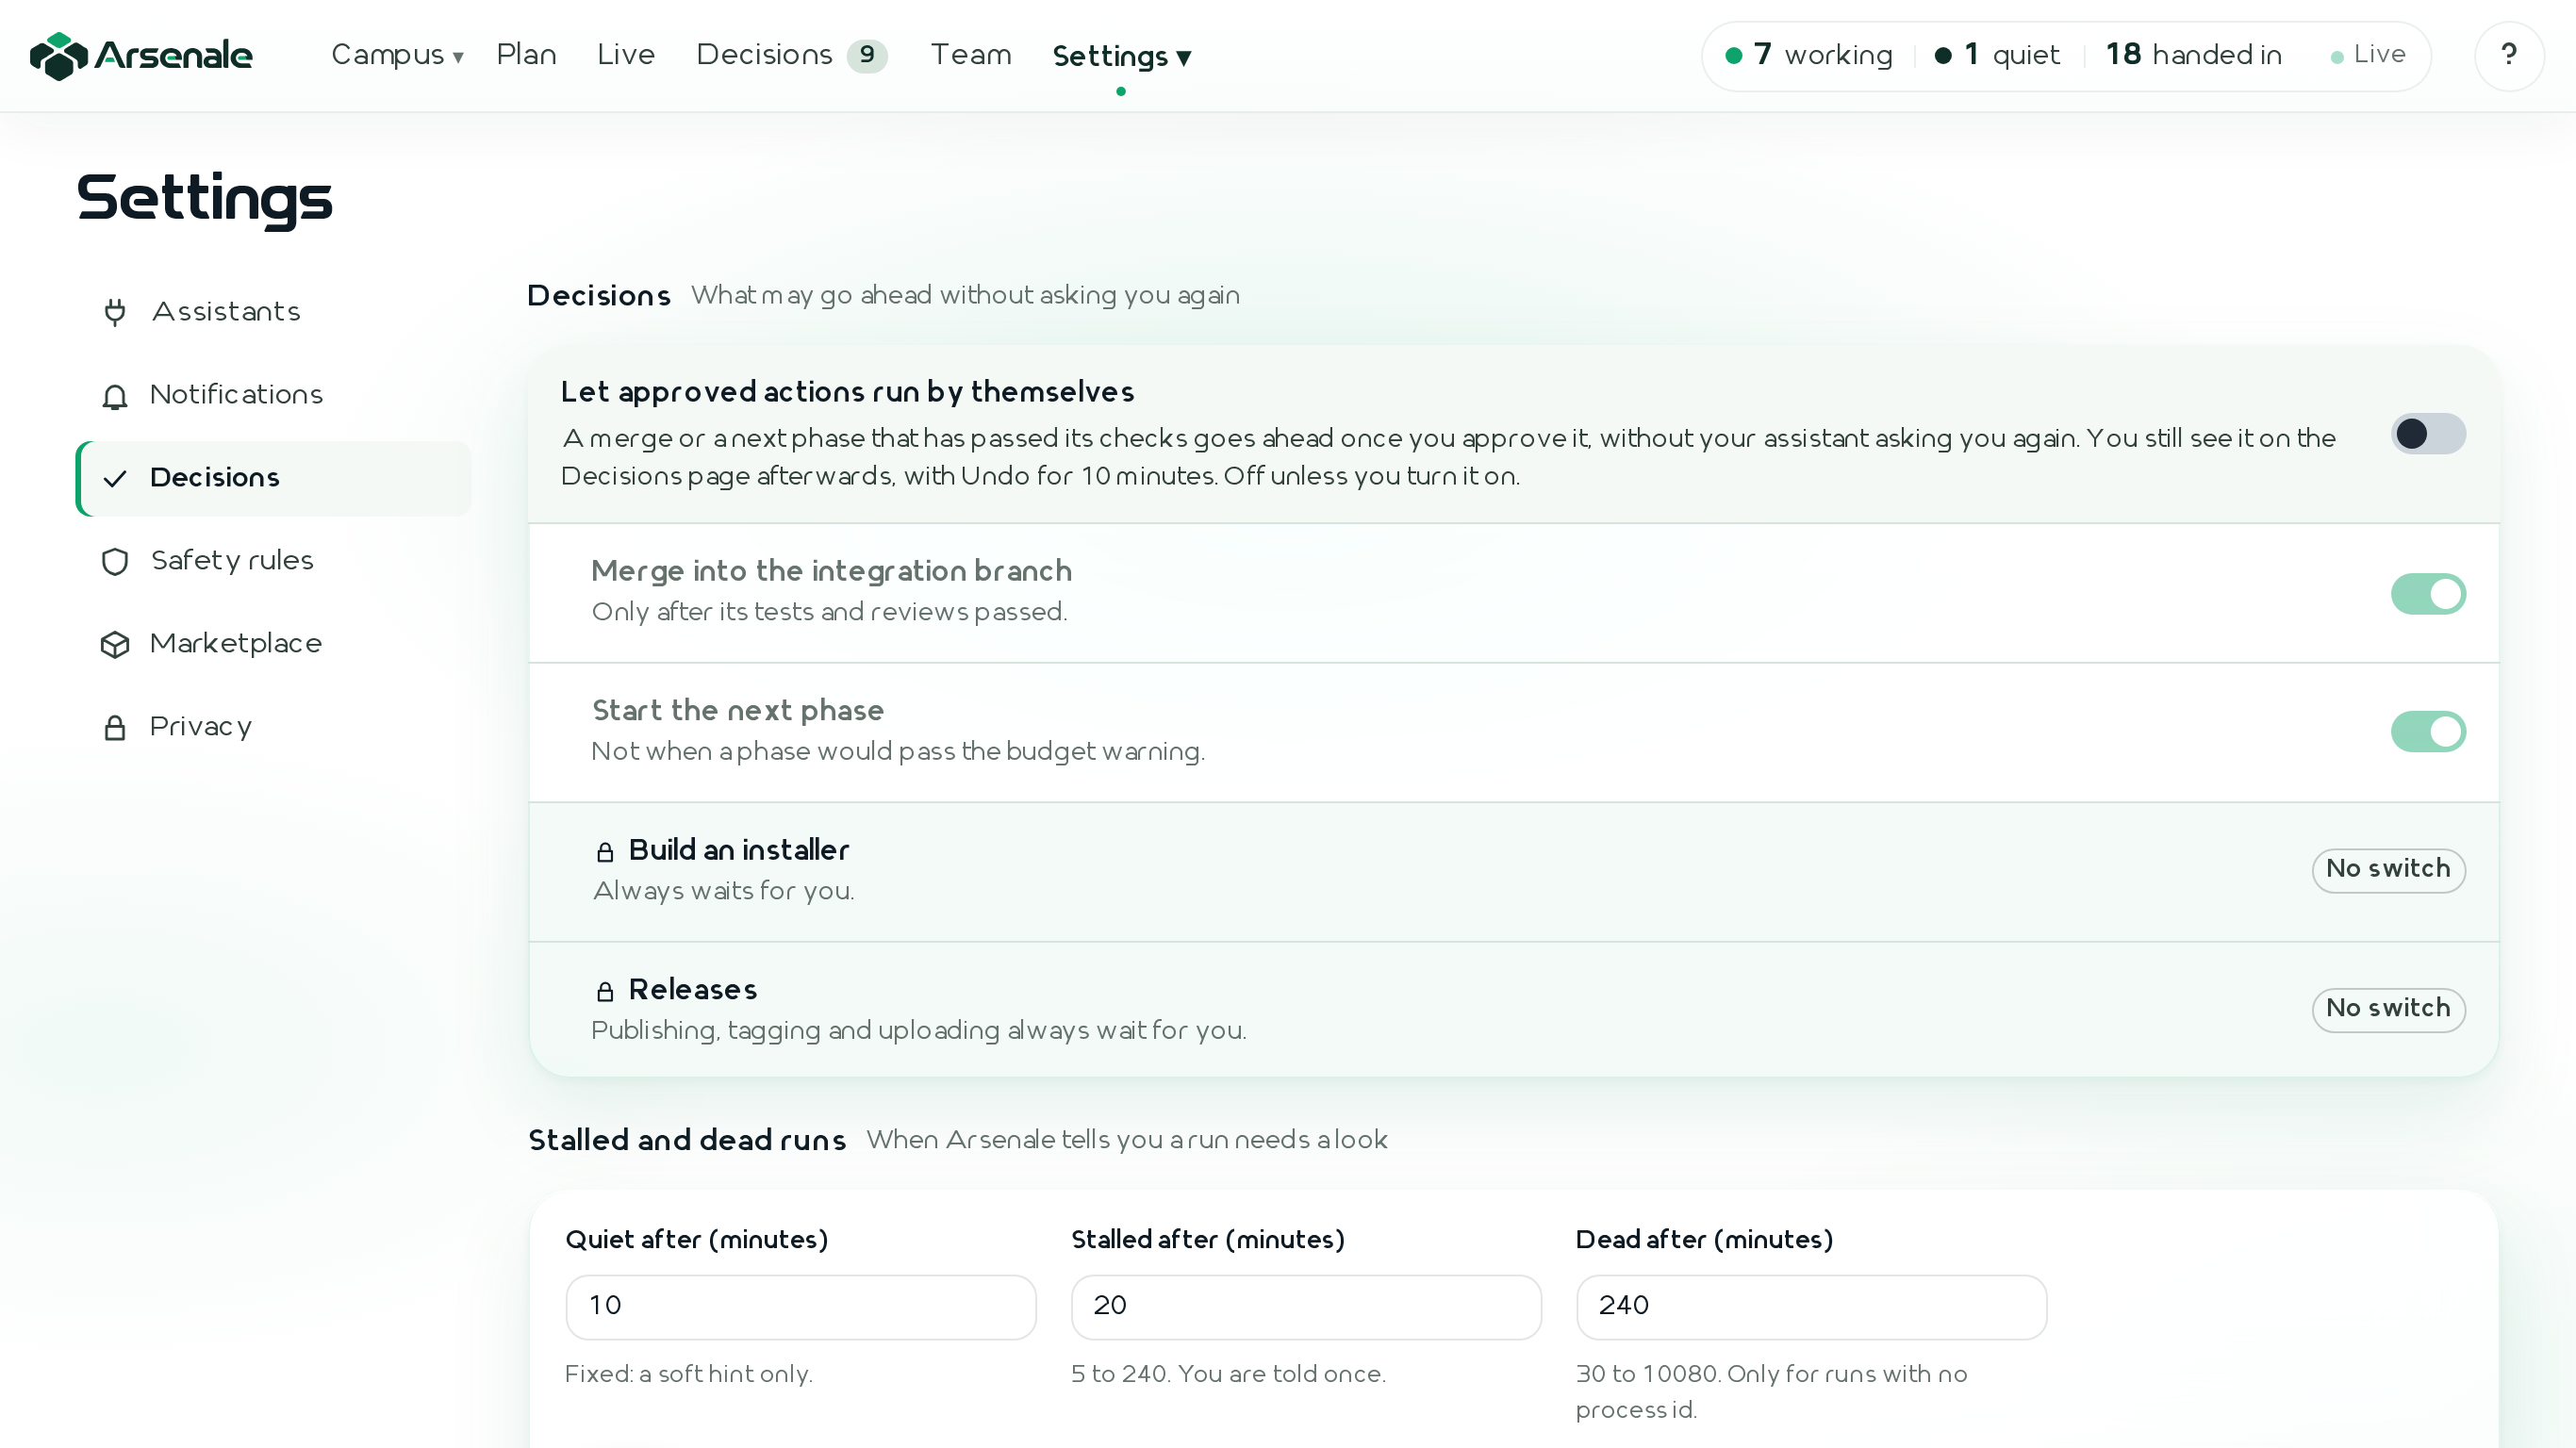 Arsenale
Campus ▾
Plan
Live
Decisions 9
Team
Settings ▾
7 working
1 quiet
18 handed in
Live
?
Settings
Assistants
Notifications
Decisions
Safety rules
Marketplace
Privacy
Decisions What may go ahead without asking you again
Let approved actions run by themselves
A merge or a next phase that has passed its checks goes ahead once you approve it, without your assistant asking you again. You still see it on the
Decisions page afterwards, with Undo for 10 minutes. Off unless you turn it on.
Merge into the integration branch
Only after its tests and reviews passed.
Start the next phase
Not when a phase would pass the budget warning.
Build an installer
Always waits for you.
No switch
Releases
Publishing, tagging and uploading always wait for you.
No switch
Stalled and dead runs When Arsenale tells you a run needs a look
Quiet after (minutes)
10
Fixed: a soft hint only.
Stalled after (minutes)
20
5 to 240. You are told once.
Dead after (minutes)
240
30 to 10080. Only for runs with no
process id.